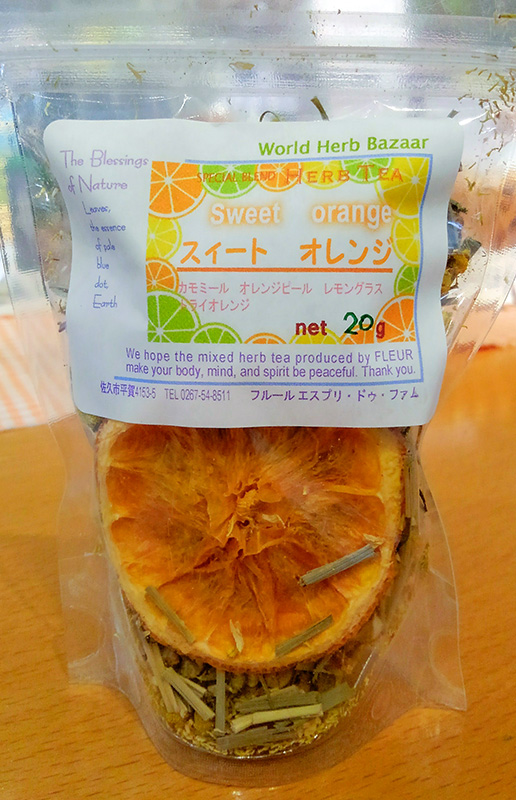 World Herb Bazaar
The Blessings
of Nature
Leaves,
the essence
of pale
blue
dot,
Earth
SPECIAL BLEND HERB TEA
Sweet orange
スイート オレンジ
カモミール オレンジピール レモングラス
ドライオレンジ
net 20g
We hope the mixed herb tea produced by FLEUR
make your body, mind, and spirit be peaceful. Thank you.
佐久市平賀4153-5 TEL 0267-54-8511 フルール エスプリ・ドゥ・ファム